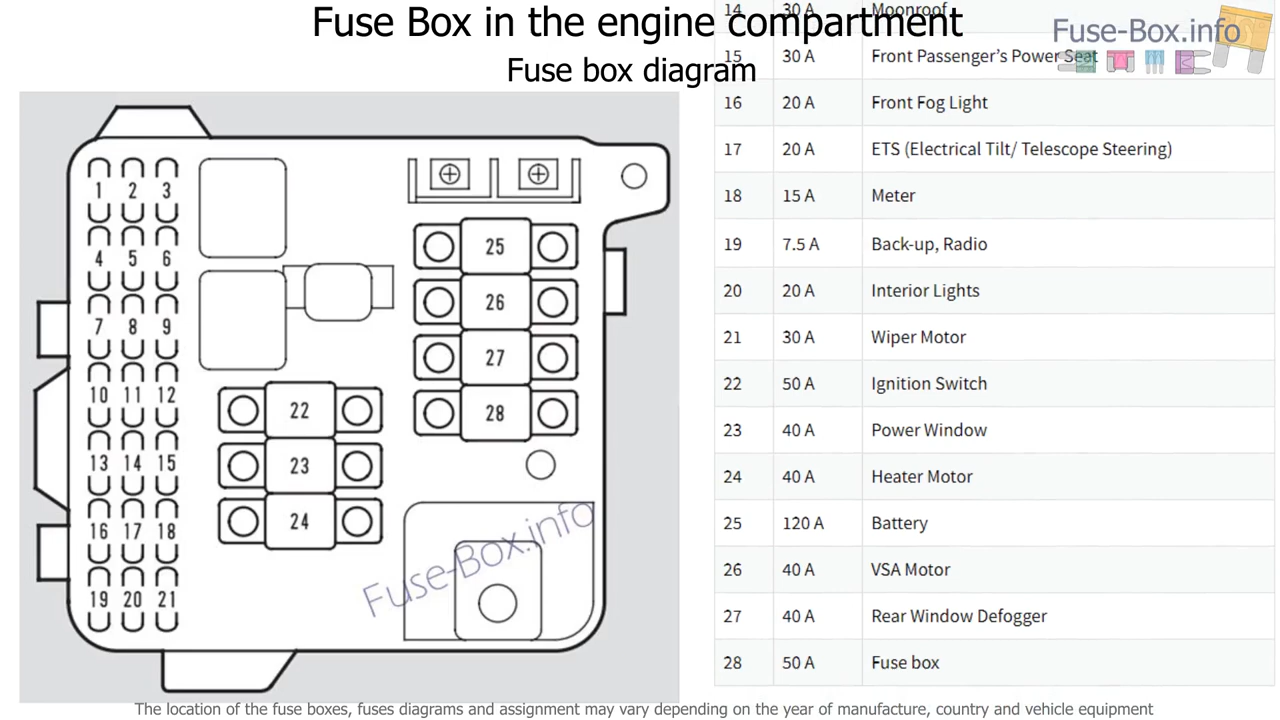 Fuse Box in the engine compartment
Fuse box diagram
Fuse-Box.info
14 30 A Moonroof
15 30 A Front Passenger’s Power Seat
16 20 A Front Fog Light
17 20 A ETS (Electrical Tilt/ Telescope Steering)
18 15 A Meter
19 7.5 A Back-up, Radio
20 20 A Interior Lights
21 30 A Wiper Motor
22 50 A Ignition Switch
23 40 A Power Window
24 40 A Heater Motor
25 120 A Battery
26 40 A VSA Motor
27 40 A Rear Window Defogger
28 50 A Fuse box
1 2 3
4 5 6
7 8 9
10 11 12
13 14 15
16 17 18
19 20 21
22
23
24
25
26
27
28
Fuse-Box.info
The location of the fuse boxes, fuses diagrams and assignment may vary depending on the year of manufacture, country and vehicle equipment